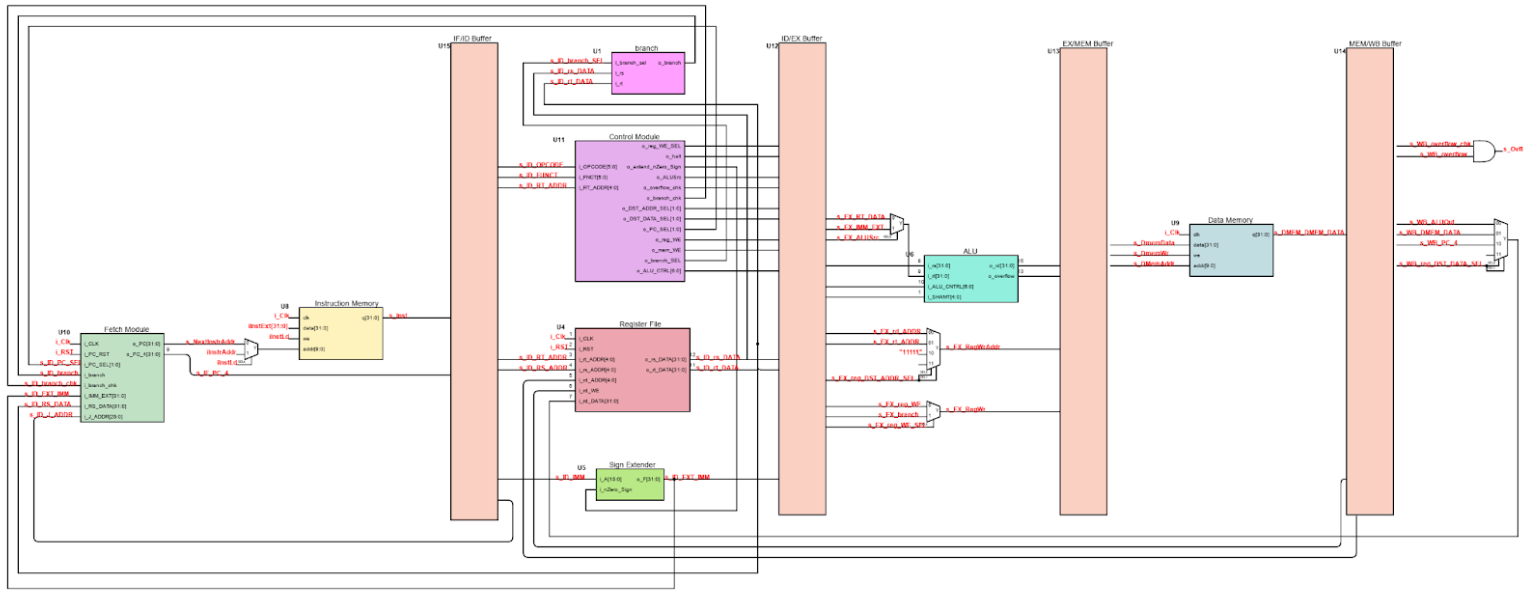 IF/ID Buffer
U15
U1
branch
s_ID_branch_SEL
s_ID_rs_DATA
s_ID_rt_DATA
i_branch_sel
o_branch
i_rs
i_rt
U12
ID/EX Buffer
U13
EX/MEM Buffer
U14
MEM/WB Buffer
U11
Control Module
s_ID_OPCODE
s_ID_FUNCT
s_ID_RT_ADDR
i_OPCODE[5:0]
i_FNCT[5:0]
i_RT_ADDR[4:0]
o_reg_WE_SEL
o_halt
o_extend_nZero_Sign
o_ALUSrc
o_overflow_chk
o_branch_chk
o_DST_ADDR_SEL[1:0]
o_DST_DATA_SEL[1:0]
o_PC_SEL[1:0]
o_reg_WE
o_mem_WE
o_branch_SEL
o_ALU_CTRL[5:0]
s_WB_overflow_chk
s_WB_overflow
s_EX_RT_DATA
s_EX_IMM_EXT
s_EX_ALUSrc
U6
ALU
i_rs[31:0]
i_rt[31:0]
i_ALU_CNTRL[5:0]
i_SHAMT[4:0]
o_rd[31:0]
o_overflow
U9
Data Memory
i_Clk
s_DmemData
s_DmemWr
s_DMemAddr
clk
data[31:0]
we
addr[9:0]
q[31:0]
s_DMEM_DMEM_DATA
s_WB_ALUOut
s_WB_DMEM_DATA
s_WB_PC_4
s_WB_reg_DST_DATA_SEL
U10
Fetch Module
i_Clk
i_RST
s_ID_PC_SEL
s_ID_branch
s_ID_branch_chk
s_ID_EXT_IMM
s_ID_RS_DATA
s_ID_J_ADDR
i_CLK
i_PC_RST
i_PC_SEL[1:0]
i_branch
i_branch_chk
i_IMM_EXT[31:0]
i_RS_DATA[31:0]
i_J_ADDR[25:0]
o_PC[31:0]
o_PC_4[31:0]
s_NextInstrAddr
iInstAddr
iInstLd
s_IF_PC_4
U8
Instruction Memory
i_Clk
iInstExt[31:0]
iInstLd
clk
data[31:0]
we
addr[9:0]
q[31:0]
s_Inst
U4
Register File
i_Clk
i_RST
s_ID_RT_ADDR
s_ID_RS_ADDR
i_CLK
i_RST
i_rt_ADDR[4:0]
i_rs_ADDR[4:0]
i_rd_ADDR[4:0]
i_rd_WE
i_rd_DATA[31:0]
o_rs_DATA[31:0]
o_rt_DATA[31:0]
s_ID_rs_DATA
s_ID_rt_DATA
s_EX_rd_ADDR
s_EX_rt_ADDR
"11111"
s_EX_reg_DST_ADDR_SEL
s_EX_RegWrAddr
s_EX_reg_WE
s_EX_branch
s_EX_reg_WE_SEL
s_EX_RegWr
U5
Sign Extender
s_ID_IMM
i_nZero_Sign
o_F[31:0]
s_ID_EXT_IMM